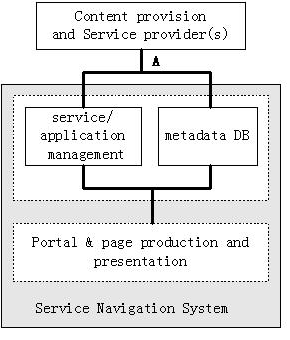 Content provision
and Service provider(s)
A
service/
application
management
metadata DB
Portal & page production and
presentation
Service Navigation System